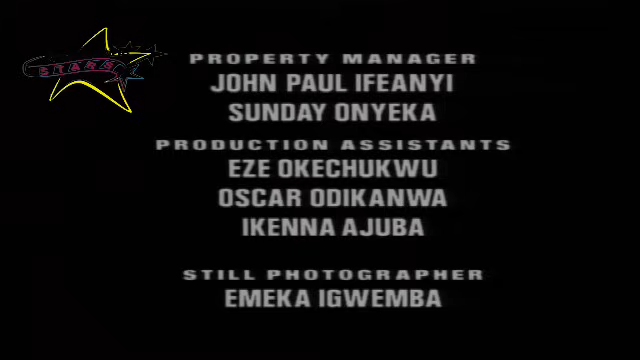 STARS
PROPERTY MANAGER
JOHN PAUL IFEANYI
SUNDAY ONYEKA
PRODUCTION ASSISTANTS
EZE OKECHUKWU
OSCAR ODIKANWA
IKENNA AJUBA
STILL PHOTOGRAPHER
EMEKA IGWEMBA